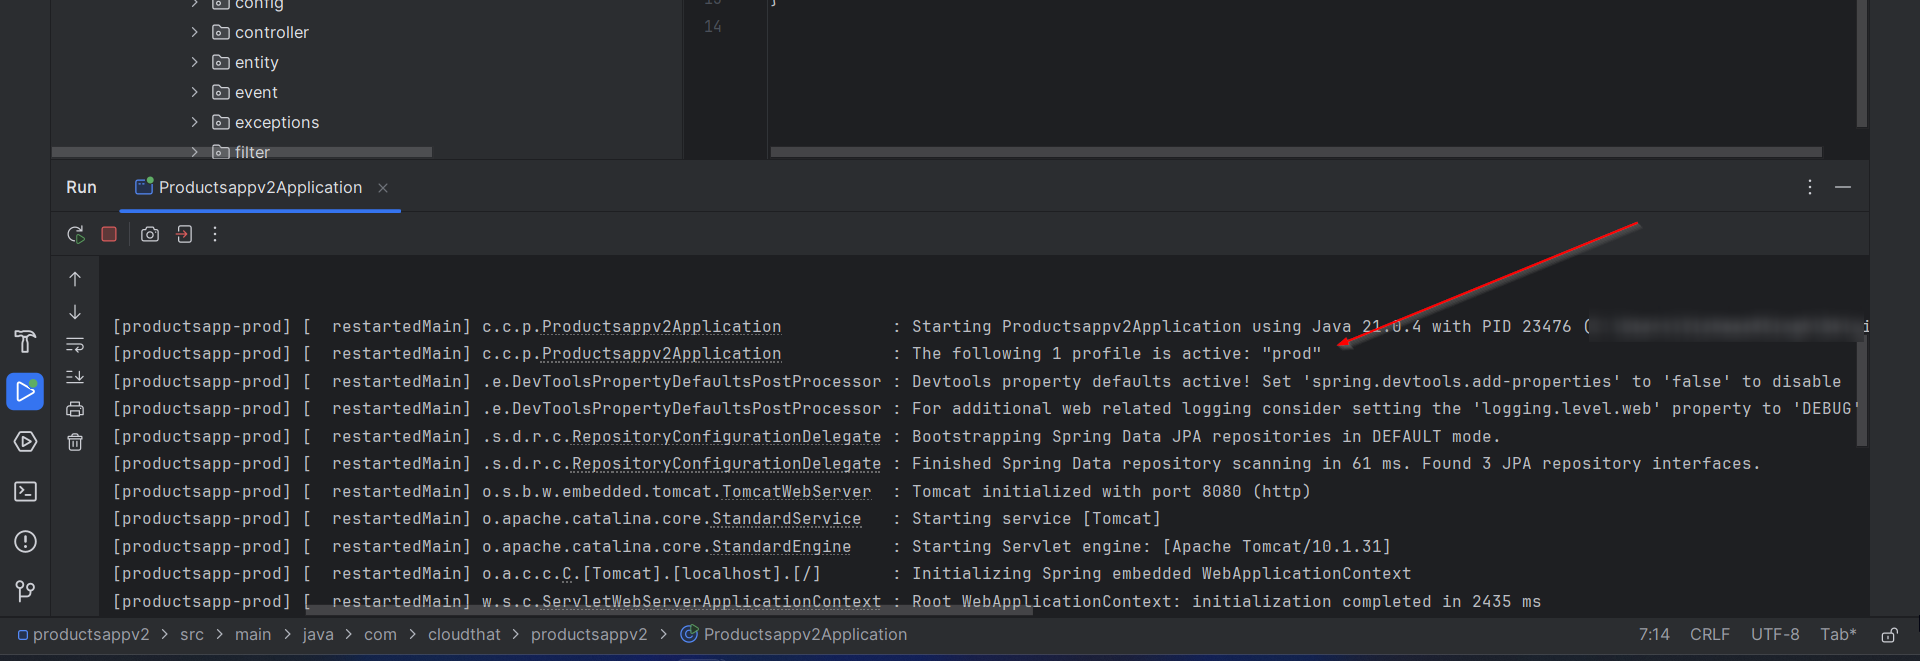 config
controller
entity
event
exceptions
filter
14
Run Productsappv2Application
[productsapp-prod] [  restartedMain] c.c.p.Productsappv2Application : Starting Productsappv2Application using Java 21.0.4 with PID 23476 (
[productsapp-prod] [  restartedMain] c.c.p.Productsappv2Application : The following 1 profile is active: "prod"
[productsapp-prod] [  restartedMain] .e.DevToolsPropertyDefaultsPostProcessor : Devtools property defaults active! Set 'spring.devtools.add-properties' to 'false' to disable
[productsapp-prod] [  restartedMain] .e.DevToolsPropertyDefaultsPostProcessor : For additional web related logging consider setting the 'logging.level.web' property to 'DEBUG'
[productsapp-prod] [  restartedMain] .s.d.r.c.RepositoryConfigurationDelegate : Bootstrapping Spring Data JPA repositories in DEFAULT mode.
[productsapp-prod] [  restartedMain] .s.d.r.c.RepositoryConfigurationDelegate : Finished Spring Data repository scanning in 61 ms. Found 3 JPA repository interfaces.
[productsapp-prod] [  restartedMain] o.s.b.w.embedded.tomcat.TomcatWebServer : Tomcat initialized with port 8080 (http)
[productsapp-prod] [  restartedMain] o.apache.catalina.core.StandardService : Starting service [Tomcat]
[productsapp-prod] [  restartedMain] o.apache.catalina.core.StandardEngine : Starting Servlet engine: [Apache Tomcat/10.1.31]
[productsapp-prod] [  restartedMain] o.a.c.c.C.[Tomcat].[localhost].[/] : Initializing Spring embedded WebApplicationContext
[productsapp-prod] [  restartedMain] w.s.c.ServletWebServerApplicationContext : Root WebApplicationContext: initialization completed in 2435 ms
productsappv2 > src > main > java > com > cloudthat > productsappv2 > Productsappv2Application 7:14 CRLF UTF-8 Tab*